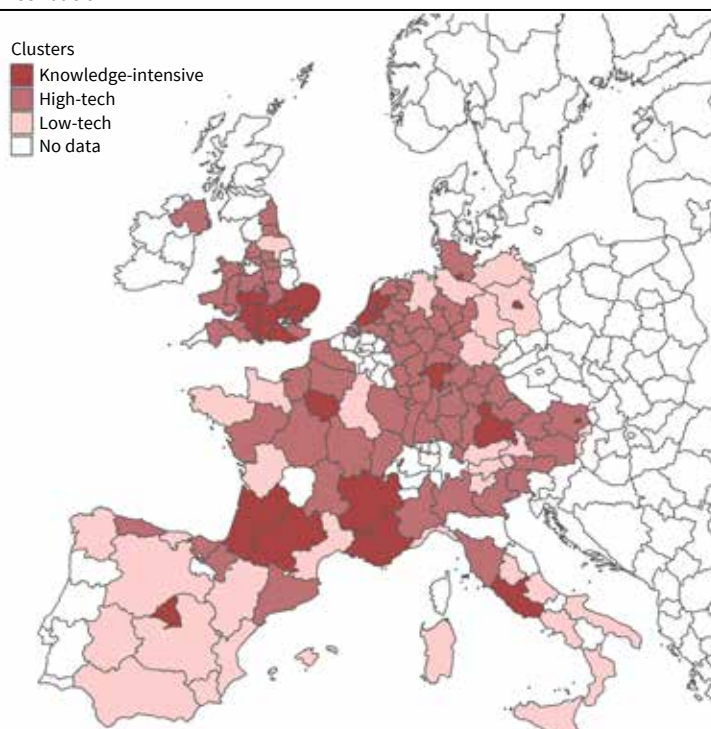 Clusters
Knowledge-intensive
High-tech
Low-tech
No data